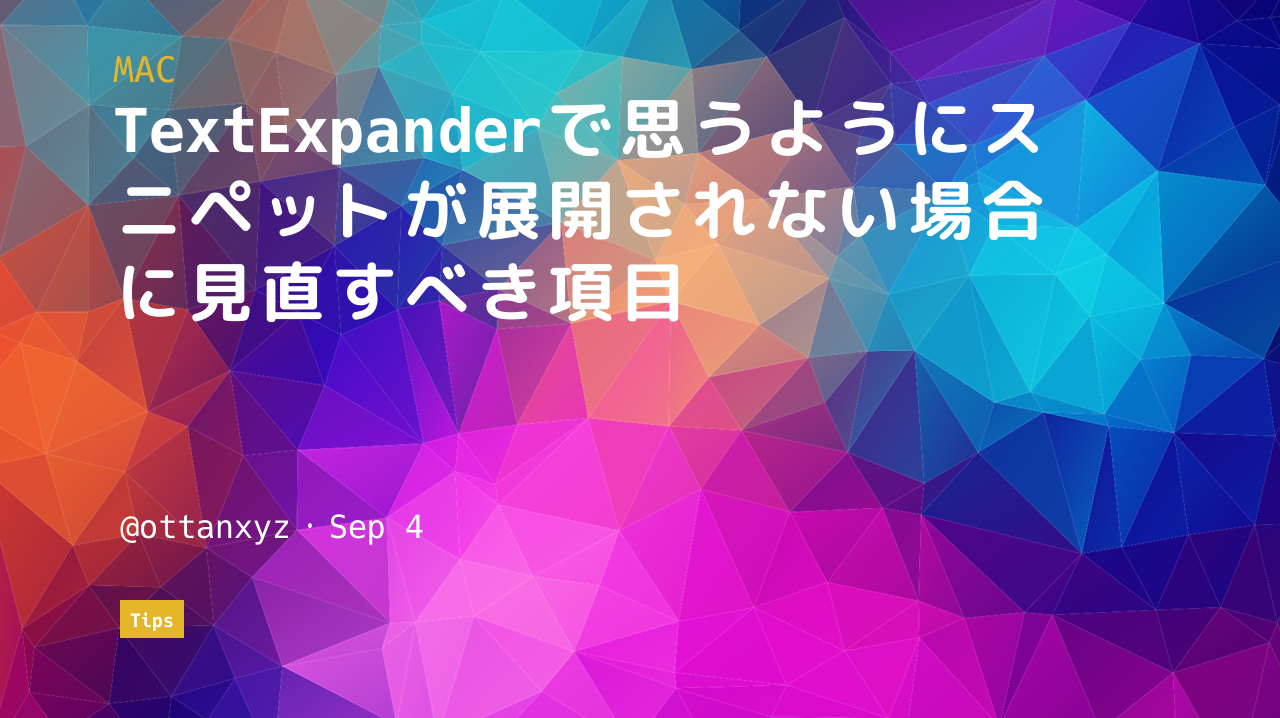 MAC
TextExpanderで思うようにス
ニペットが展開されない場合
に見直すべき項目
@ottanxyz · Sep 4
Tips